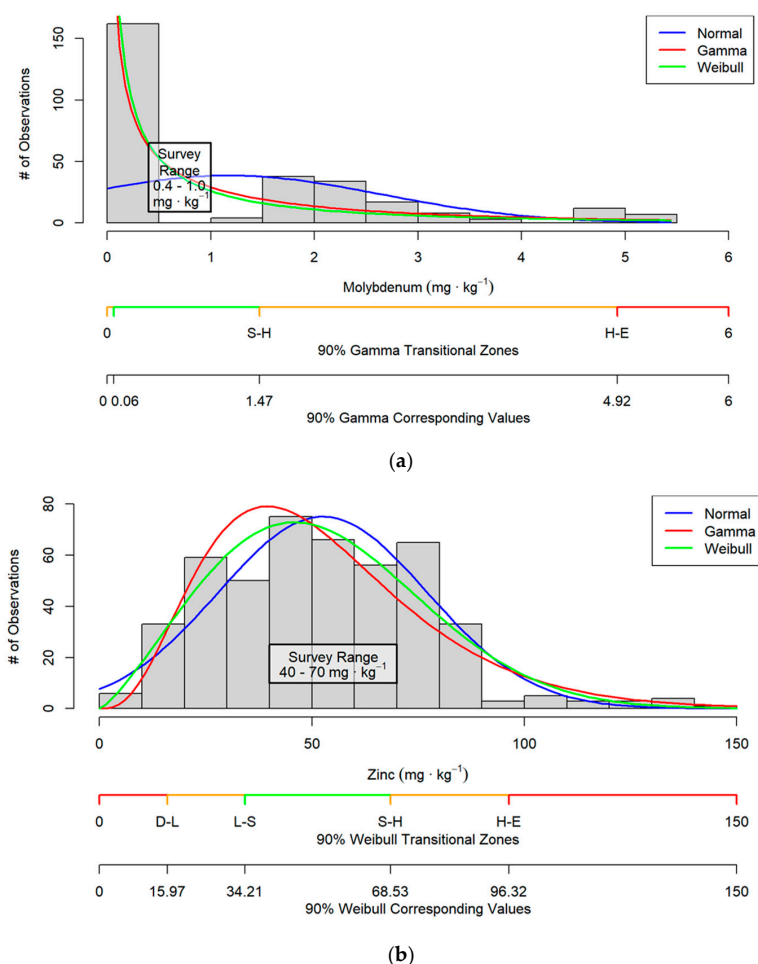 Normal
Gamma
Weibull
150
100
50
0
# of Observations
Survey
Range
0.4 - 1.0
mg · kg⁻¹
0 1 2 3 4 5 6
Molybdenum (mg · kg⁻¹)
0 S-H H-E 6
90% Gamma Transitional Zones
0 0.06 1.47 4.92 6
90% Gamma Corresponding Values
(a)
Normal
Gamma
Weibull
80
60
40
20
0
# of Observations
Survey Range
40 - 70 mg · kg⁻¹
0 50 100 150
Zinc (mg · kg⁻¹)
0 D-L L-S S-H H-E 150
90% Weibull Transitional Zones
0 15.97 34.21 68.53 96.32 150
90% Weibull Corresponding Values
(b)